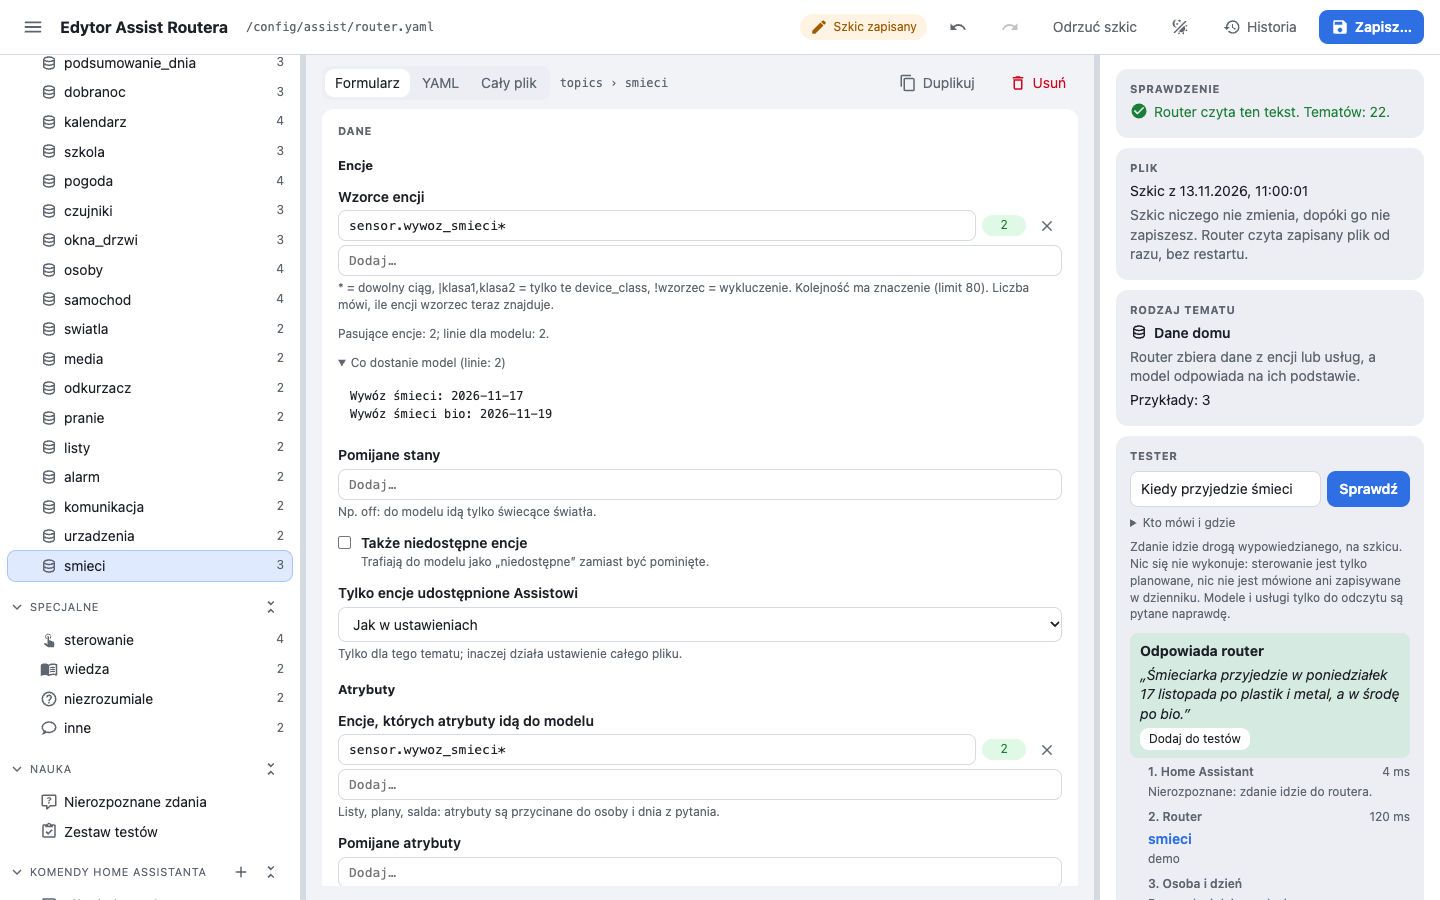 Edytor Assist Routera
/config/assist/router.yaml
Szkic zapisany
Odrzuć szkic
Historia
Zapisz...
podsumowanie_dnia 3
dobranoc 3
kalendarz 4
szkola 3
pogoda 4
czujniki 3
okna_drzwi 3
osoby 4
samochod 4
swiatla 2
media 2
odkurzacz 2
pranie 2
listy 2
alarm 2
komunikacja 2
urzadzenia 2
smieci 3
SPECJALNE
sterowanie 4
wiedza 2
niezrozumiale 2
inne 2
NAUKA
Nierozpoznane zdania
Zestaw testów
KOMENDY HOME ASSISTANTA
Formularz YAML Cały plik topics › smieci
Duplikuj
Usuń
DANE
Encje
Wzorce encji
sensor.wywoz_smieci* 2
Dodaj…
* = dowolny ciąg, |klasa1,klasa2 = tylko te device_class, !wzorzec = wykluczenie. Kolejność ma znaczenie (limit 80). Liczba
mówi, ile encji wzorzec teraz znajduje.
Pasujące encje: 2; linie dla modelu: 2.
Co dostanie model (linie: 2)
Wywóz śmieci: 2026-11-17
Wywóz śmieci bio: 2026-11-19
Pomijane stany
Dodaj…
Np. off: do modelu idą tylko świecące światła.
Także niedostępne encje
Trafiają do modelu jako „niedostępne” zamiast być pominięte.
Tylko encje udostępnione Assistowi
Jak w ustawieniach
Tylko dla tego tematu; inaczej działa ustawienie całego pliku.
Atrybuty
Encje, których atrybuty idą do modelu
sensor.wywoz_smieci* 2
Dodaj…
Listy, plany, salda: atrybuty są przycinane do osoby i dnia z pytania.
Pomijane atrybuty
Dodaj…
SPRAWDZENIE
Router czyta ten tekst. Tematów: 22.
PLIK
Szkic z 13.11.2026, 11:00:01
Szkic niczego nie zmienia, dopóki go nie
zapiszesz. Router czyta zapisany plik od
razu, bez restartu.
RODZAJ TEMATU
Dane domu
Router zbiera dane z encji lub usług, a
model odpowiada na ich podstawie.
Przykłady: 3
TESTER
Kiedy przyjedzie śmieci
Sprawdź
Kto mówi i gdzie
Zdanie idzie drogą wypowiedzianego, na szkicu.
Nic się nie wykonuje: sterowanie jest tylko
planowane, nic nie jest mówione ani zapisywane
w dzienniku. Modele i usługi tylko do odczytu są
pytane naprawdę.
Odpowiada router
„Śmieciarka przyjedzie w poniedziałek
17 listopada po plastik i metal, a w środę
po bio.”
Dodaj do testów
1. Home Assistant 4 ms
Nierozpoznane: zdanie idzie do routera.
2. Router 120 ms
smieci
demo
3. Osoba i dzień